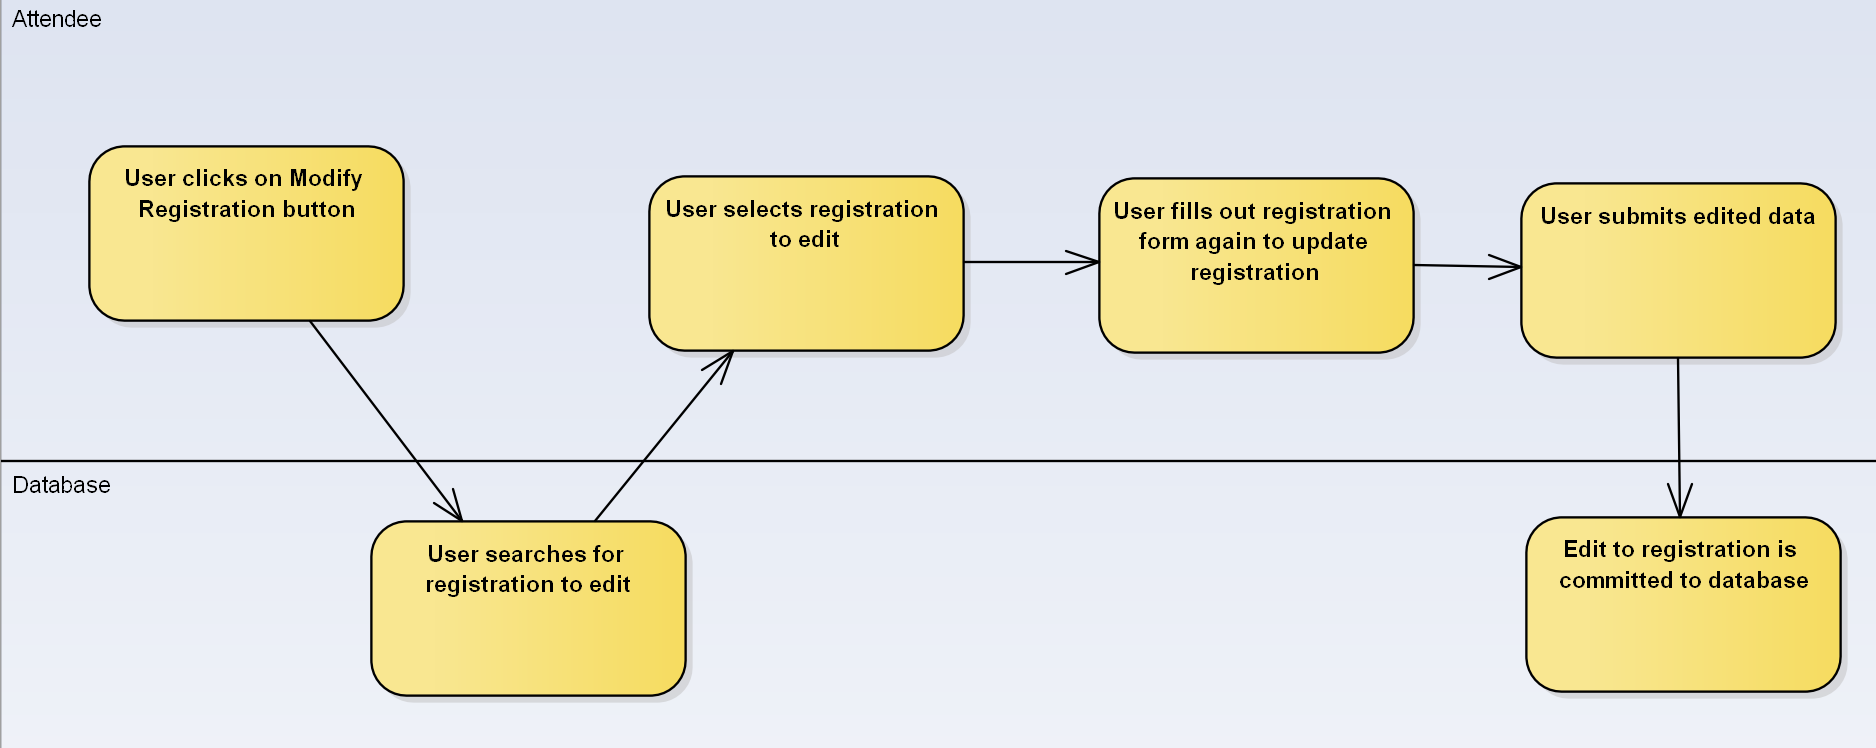 Attendee
User clicks on Modify
Registration button
User selects registration
to edit
User fills out registration
form again to update
registration
User submits edited data
Database
User searches for
registration to edit
Edit to registration is
committed to database